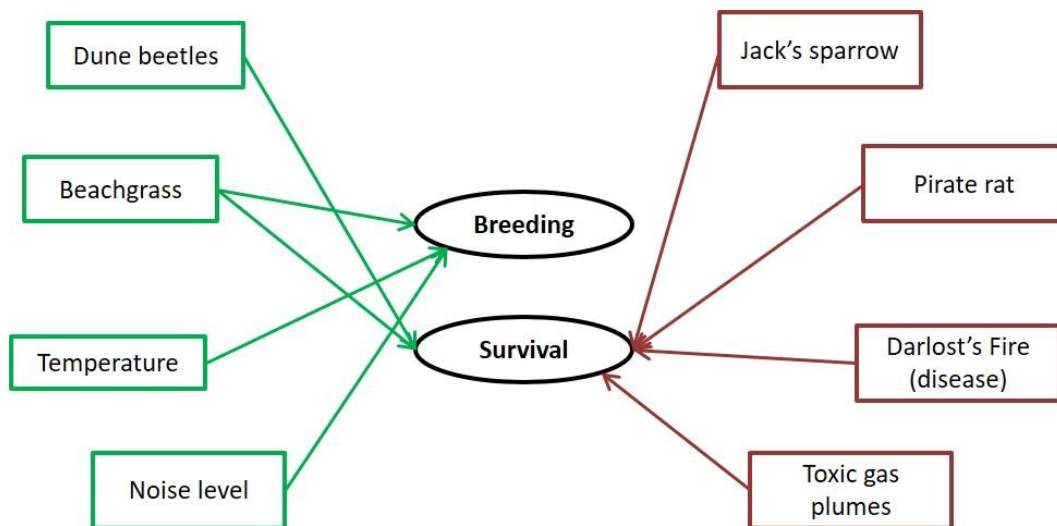 Dune beetles
Jack's sparrow
Beachgrass
Pirate rat
Breeding
Temperature
Survival
Darlost's Fire
(disease)
Noise level
Toxic gas
plumes